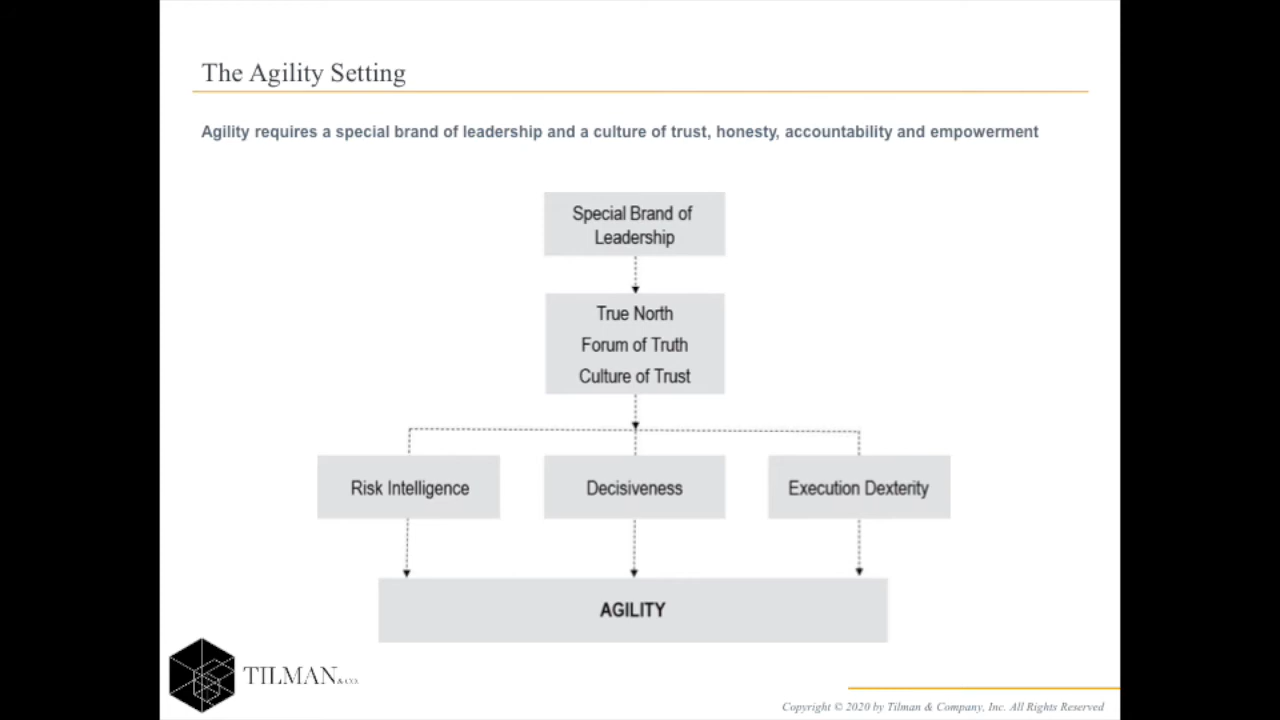 The Agility Setting
Agility requires a special brand of leadership and a culture of trust, honesty, accountability and empowerment
Special Brand of
Leadership
True North
Forum of Truth
Culture of Trust
Risk Intelligence
Decisiveness
Execution Dexterity
AGILITY
TILMAN & CO.
Copyright © 2020 by Tilman & Company, Inc. All Rights Reserved